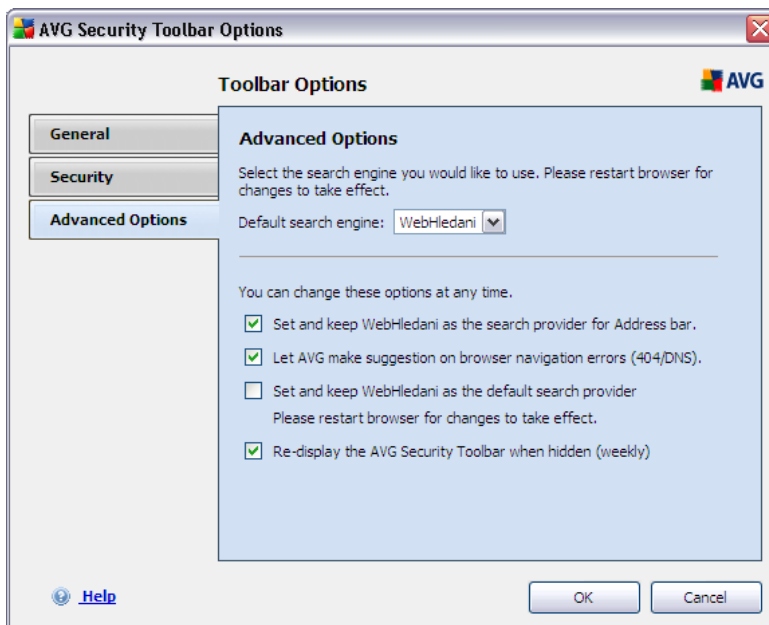 AVG Security Toolbar Options
Toolbar Options
AVG
General
Security
Advanced Options
Advanced Options
Select the search engine you would like to use. Please restart browser for
changes to take effect.
Default search engine: WebHledani
You can change these options at any time.
Set and keep WebHledani as the search provider for Address bar.
Let AVG make suggestion on browser navigation errors (404/DNS).
Set and keep WebHledani as the default search provider
Please restart browser for changes to take effect.
Re-display the AVG Security Toolbar when hidden (weekly)
Help
OK
Cancel